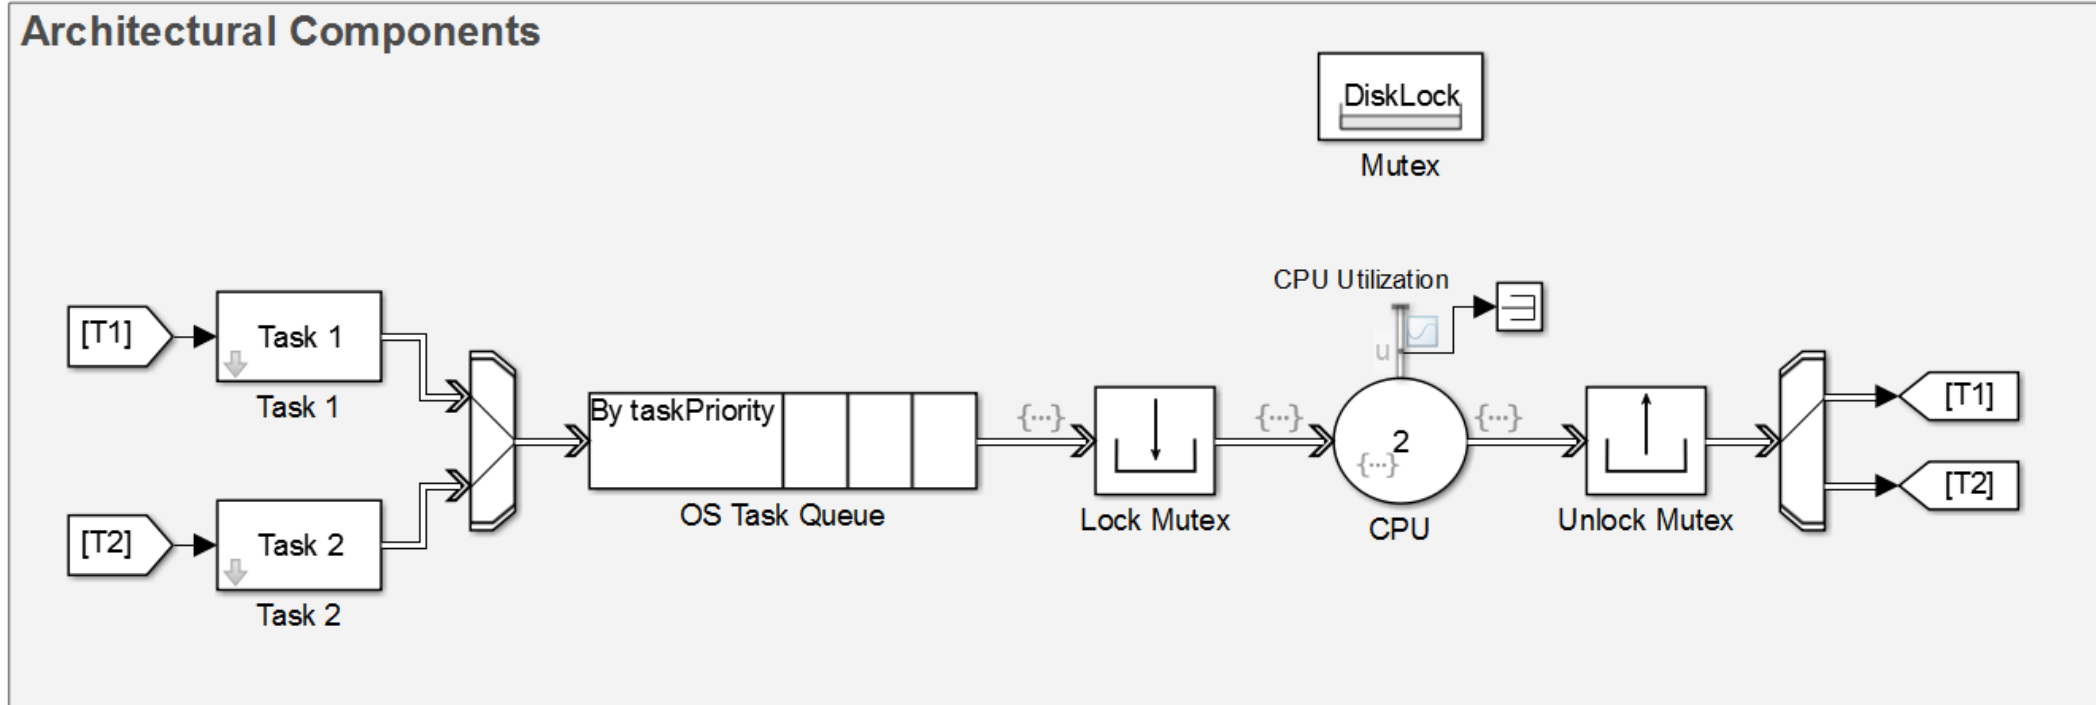 Architectural Components
DiskLock
Mutex
CPU Utilization
u
[T1]
Task 1
Task 1
[T2]
Task 2
Task 2
By taskPriority
OS Task Queue
{...}
Lock Mutex
{...}
2
{...}
CPU
{...}
Unlock Mutex
[T1]
[T2]